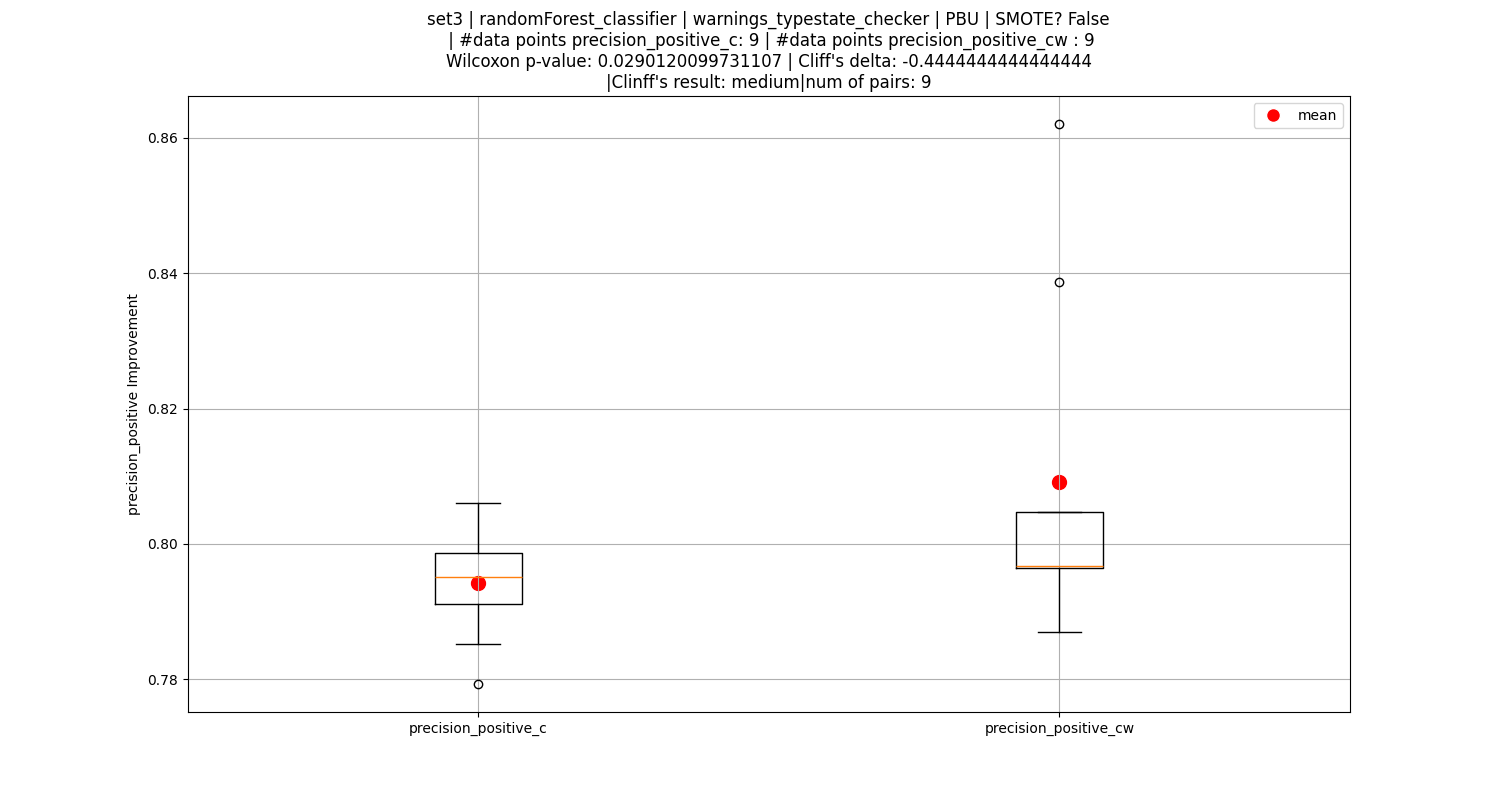 set3 | randomForest_classifier | warnings_typestate_checker | PBU | SMOTE? False
| #data points precision_positive_c: 9 | #data points precision_positive_cw : 9
Wilcoxon p-value: 0.0290120099731107 | Cliff's delta: -0.4444444444444444
|Clinff's result: medium|num of pairs: 9
mean
0.86
0.84
0.82
0.80
0.78
precision_positive Improvement
precision_positive_c
precision_positive_cw